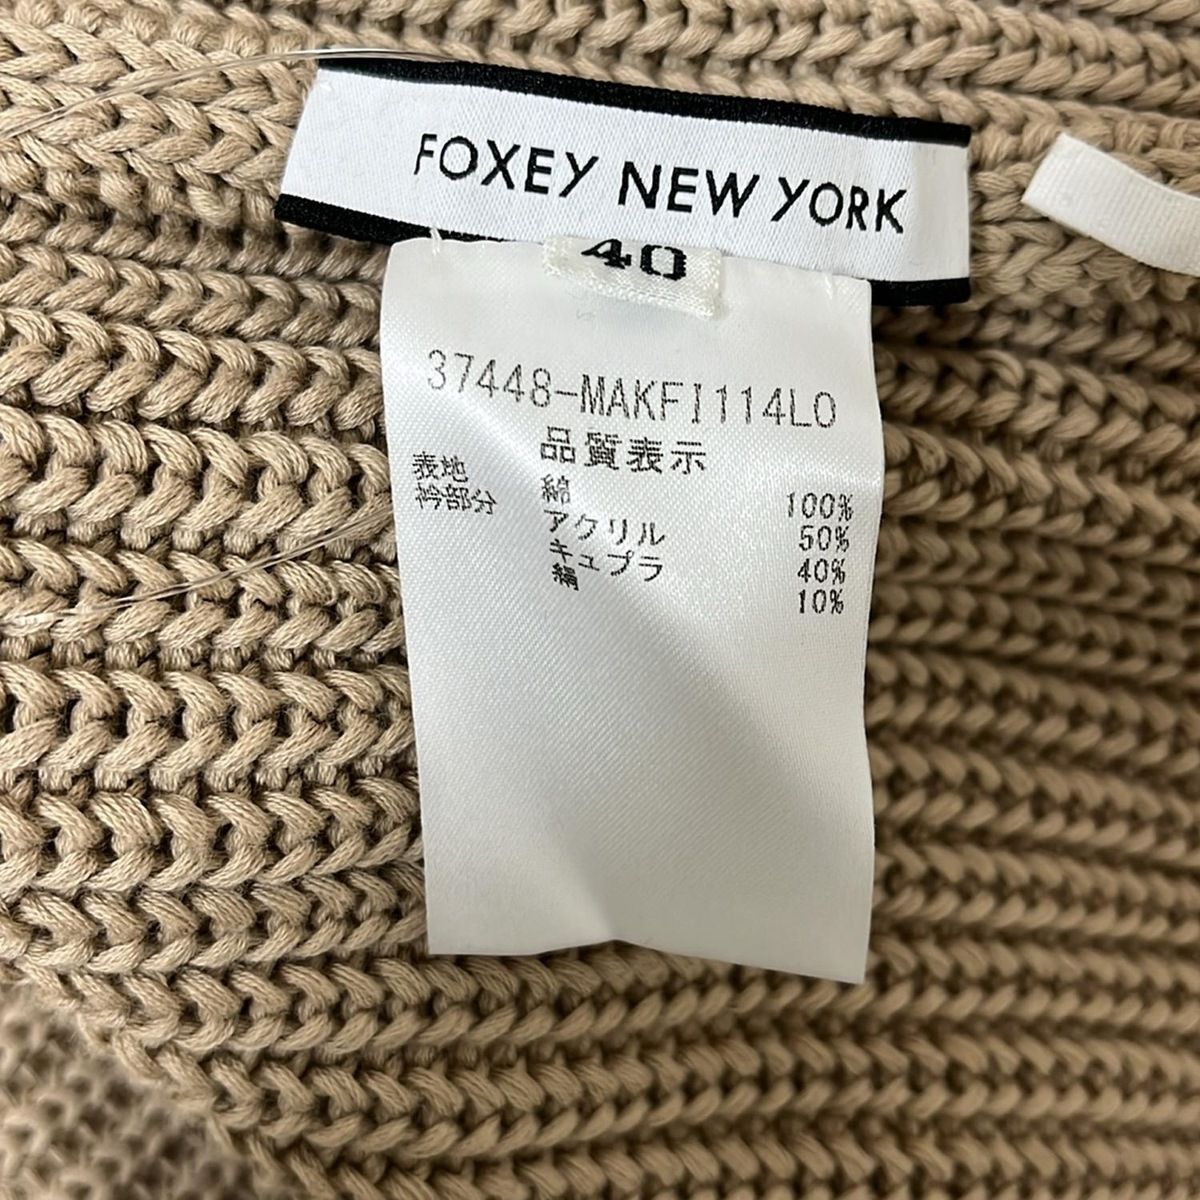 FOXEY NEW YORK
40
37448-MAKFI114LO
品質表示
表地 綿 100%
衿部分 アクリル 50%
キュプラ 40%
絹 10%